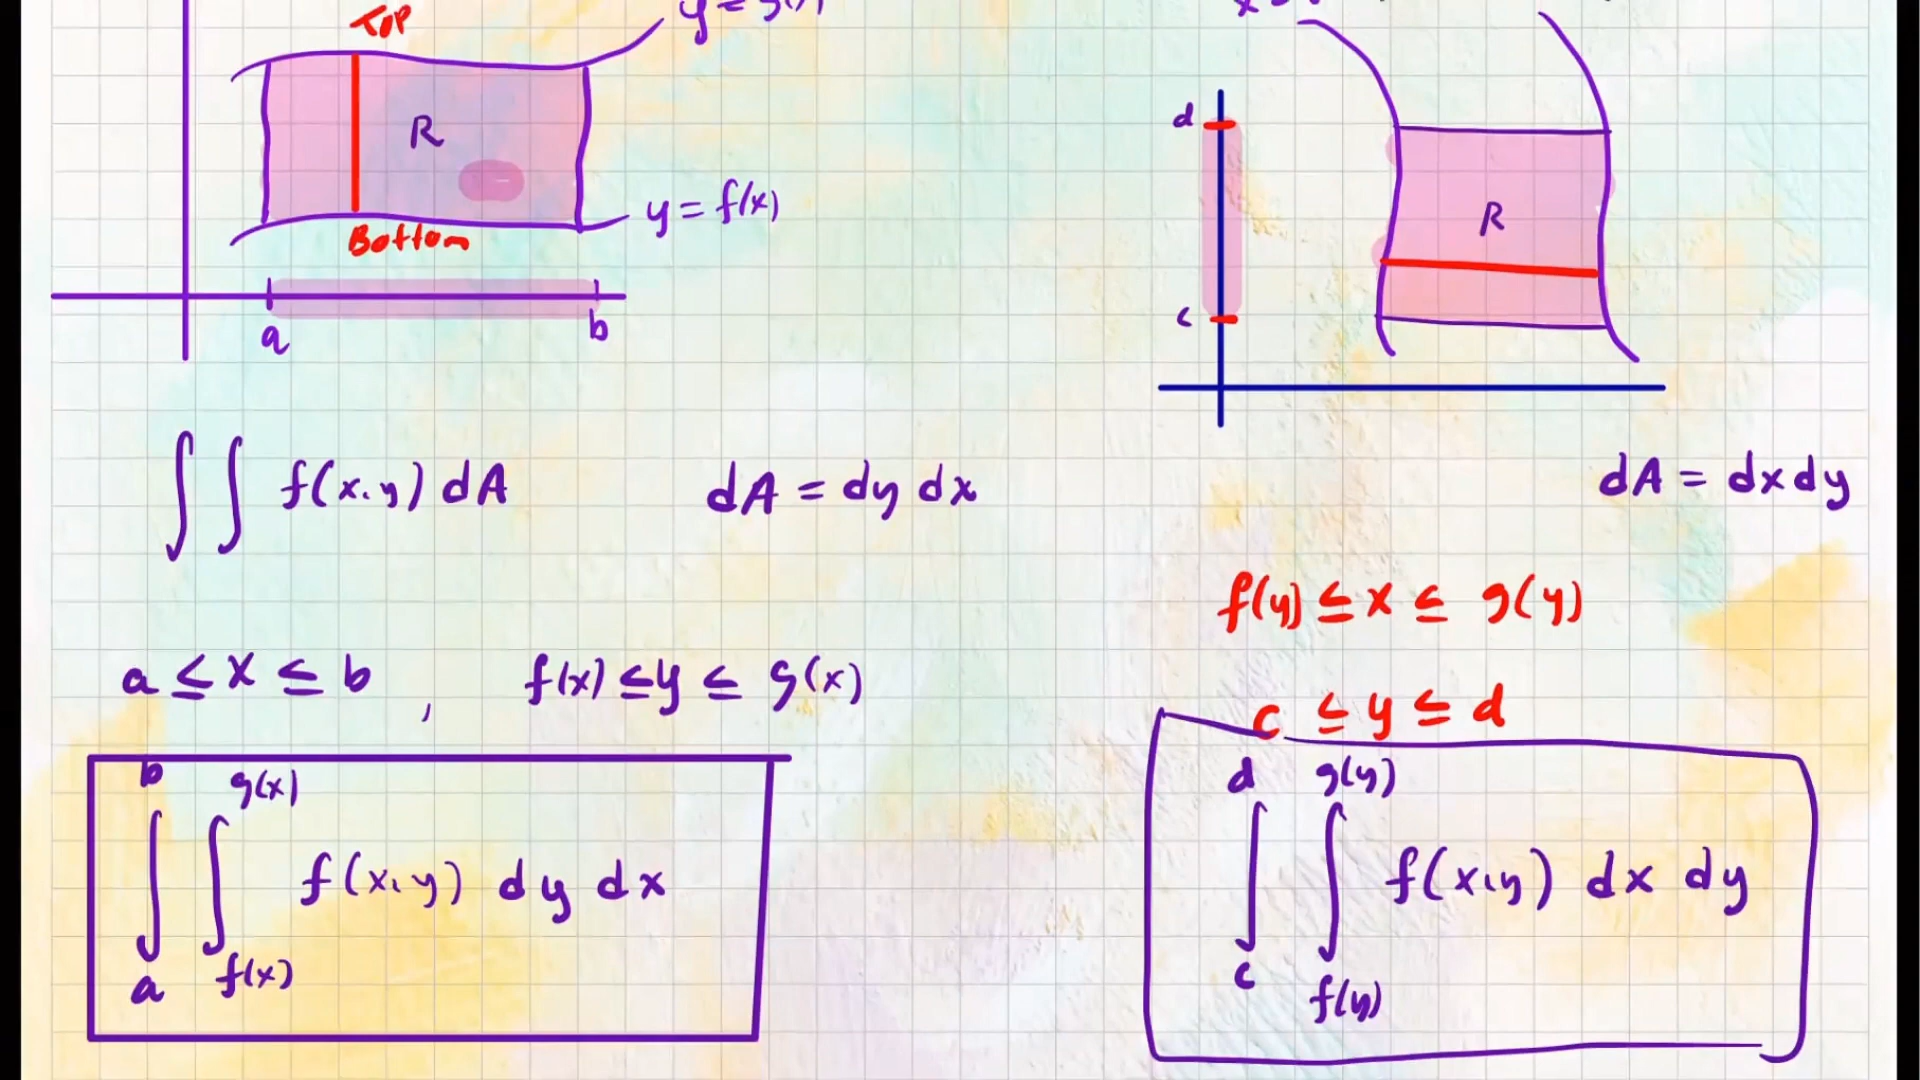 Top
R
Bottom
y = f(x)
a b
d
R
c
∫∫ f(x,y) dA dA = dy dx
dA = dx dy
a ≤ x ≤ b , f(x) ≤ y ≤ g(x)
f(y) ≤ x ≤ g(y)
c ≤ y ≤ d
b g(x)
∫ ∫ f(x,y) dy dx
a f(x)
d g(y)
∫ ∫ f(x,y) dx dy
c f(y)